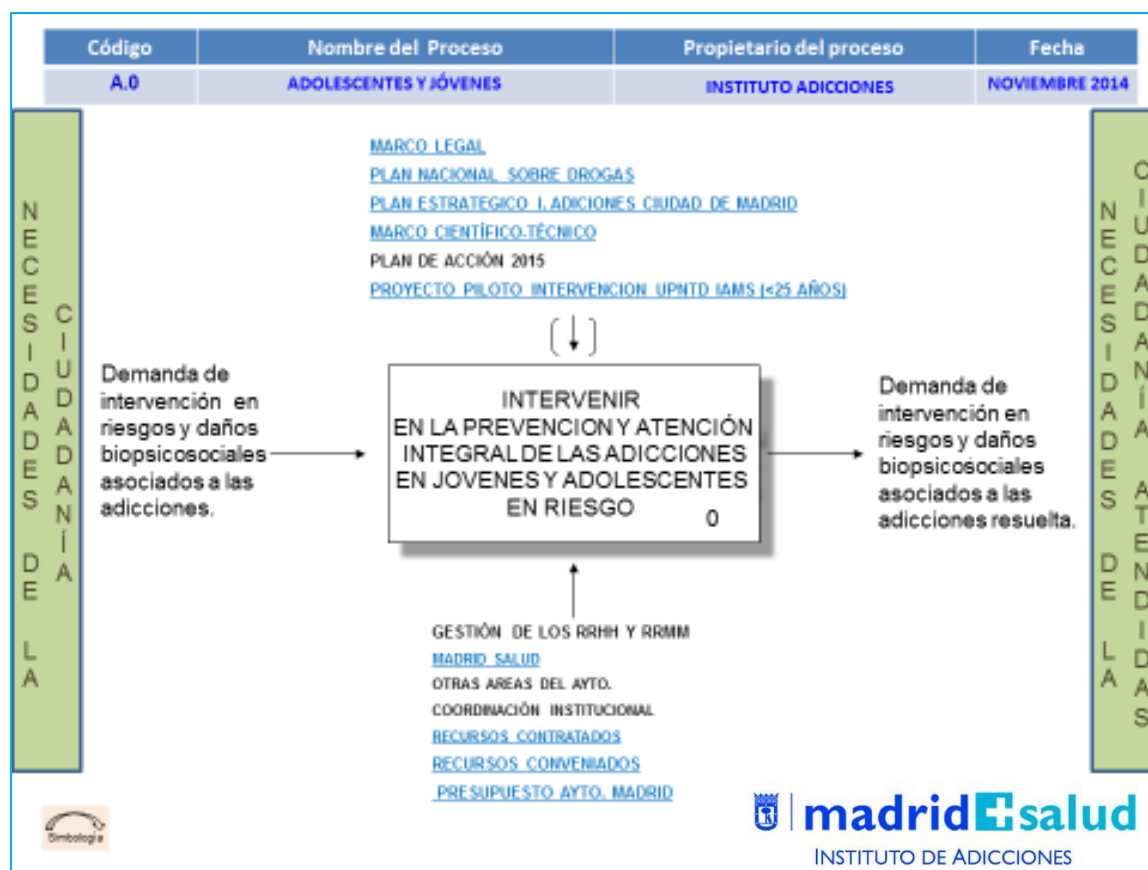 Código Nombre del Proceso Propietario del proceso Fecha
A.0 ADOLESCENTES Y JÓVENES INSTITUTO ADICCIONES NOVIEMBRE 2014
NECESIDADES DE LA
CIUDADANÍA
MARCO LEGAL
PLAN NACIONAL SOBRE DROGAS
PLAN ESTRATEGICO I. ADICIONES CIUDAD DE MADRID
MARCO CIENTÍFICO-TÉCNICO
PLAN DE ACCIÓN 2015
PROYECTO PILOTO INTERVENCION UPNTD IAMS (<25 AÑOS)
Demanda de
intervención en
riesgos y daños
biopsicosociales
asociados a las
adicciones.
INTERVENIR
EN LA PREVENCION Y ATENCIÓN
INTEGRAL DE LAS ADICCIONES
EN JOVENES Y ADOLESCENTES
EN RIESGO 0
Demanda de
intervención en
riesgos y daños
biopsicosociales
asociados a las
adicciones resuelta.
NECESIDADES DE LA
CIUDADANÍA ATENDIDAS
GESTIÓN DE LOS RRHH Y RRMM
MADRID SALUD
OTRAS AREAS DEL AYTO.
COORDINACIÓN INSTITUCIONAL
RECURSOS CONTRATADOS
RECURSOS CONVENIADOS
PRESUPUESTO AYTO. MADRID
Simbología
madrid salud
INSTITUTO DE ADICCIONES